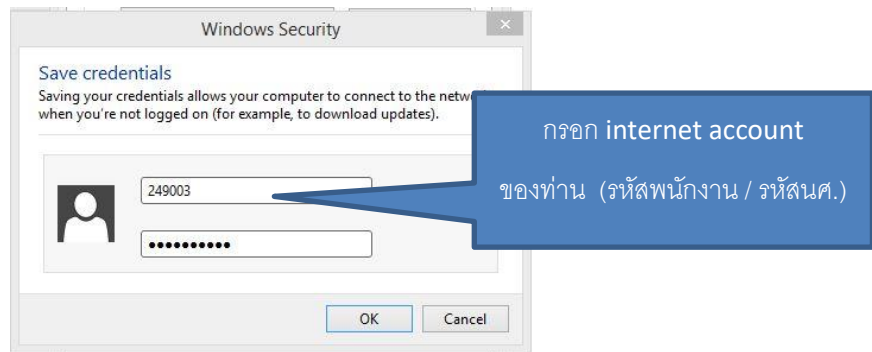 Windows Security
Save credentials
Saving your credentials allows your computer to connect to the
when you're not logged on (for example, to download updates).
กรอก internet account
ของท่าน (รหัสพนักงาน / รหัสนศ.)
249003
OK
Cancel